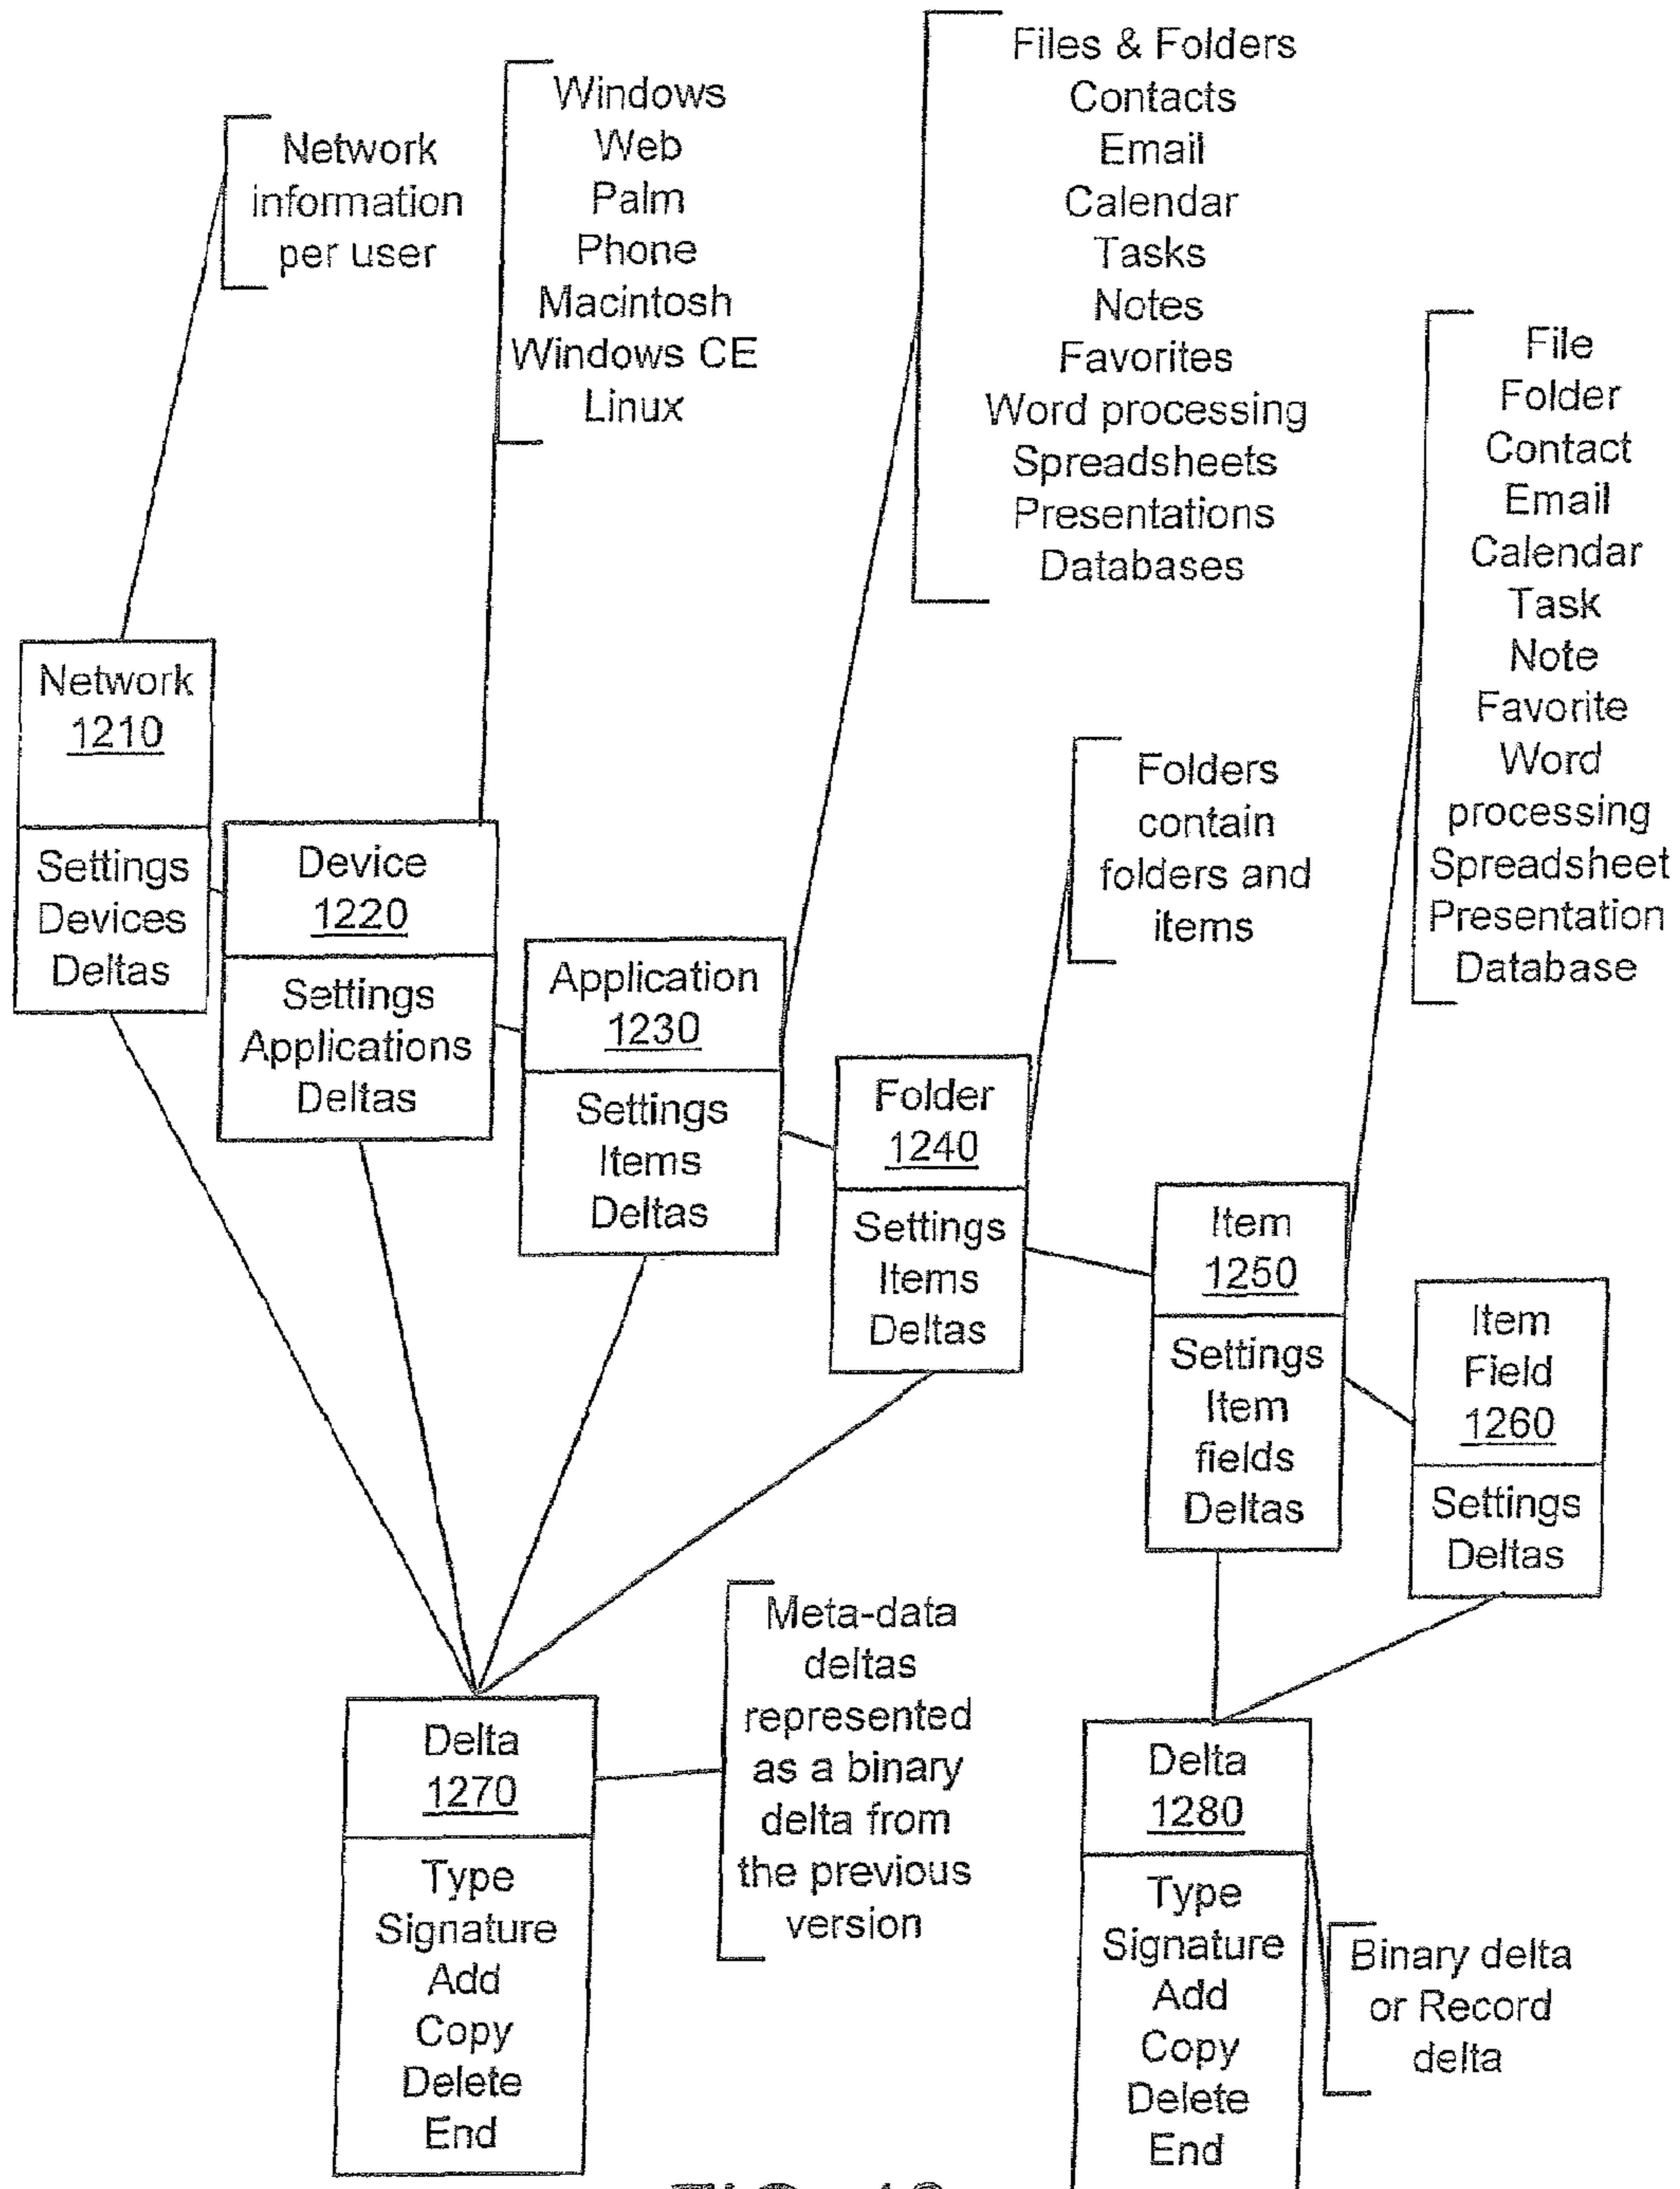 Network
information
per user
Windows
Web
Palm
Phone
Macintosh
Windows CE
Linux
Files & Folders
Contacts
Email
Calendar
Tasks
Notes
Favorites
Word processing
Spreadsheets
Presentations
Databases
File
Folder
Contact
Email
Calendar
Task
Note
Favorite
Word
processing
Spreadsheet
Presentation
Database
Folders
contain
folders and
items
Network
1210
Settings
Devices
Deltas
Device
1220
Settings
Applications
Deltas
Application
1230
Settings
Items
Deltas
Folder
1240
Settings
Items
Deltas
Item
1250
Settings
Item
fields
Deltas
Item
Field
1260
Settings
Deltas
Delta
1270
Type
Signature
Add
Copy
Delete
End
Meta-data
deltas
represented
as a binary
delta from
the previous
version
Delta
1280
Type
Signature
Add
Copy
Delete
End
Binary delta
or Record
delta